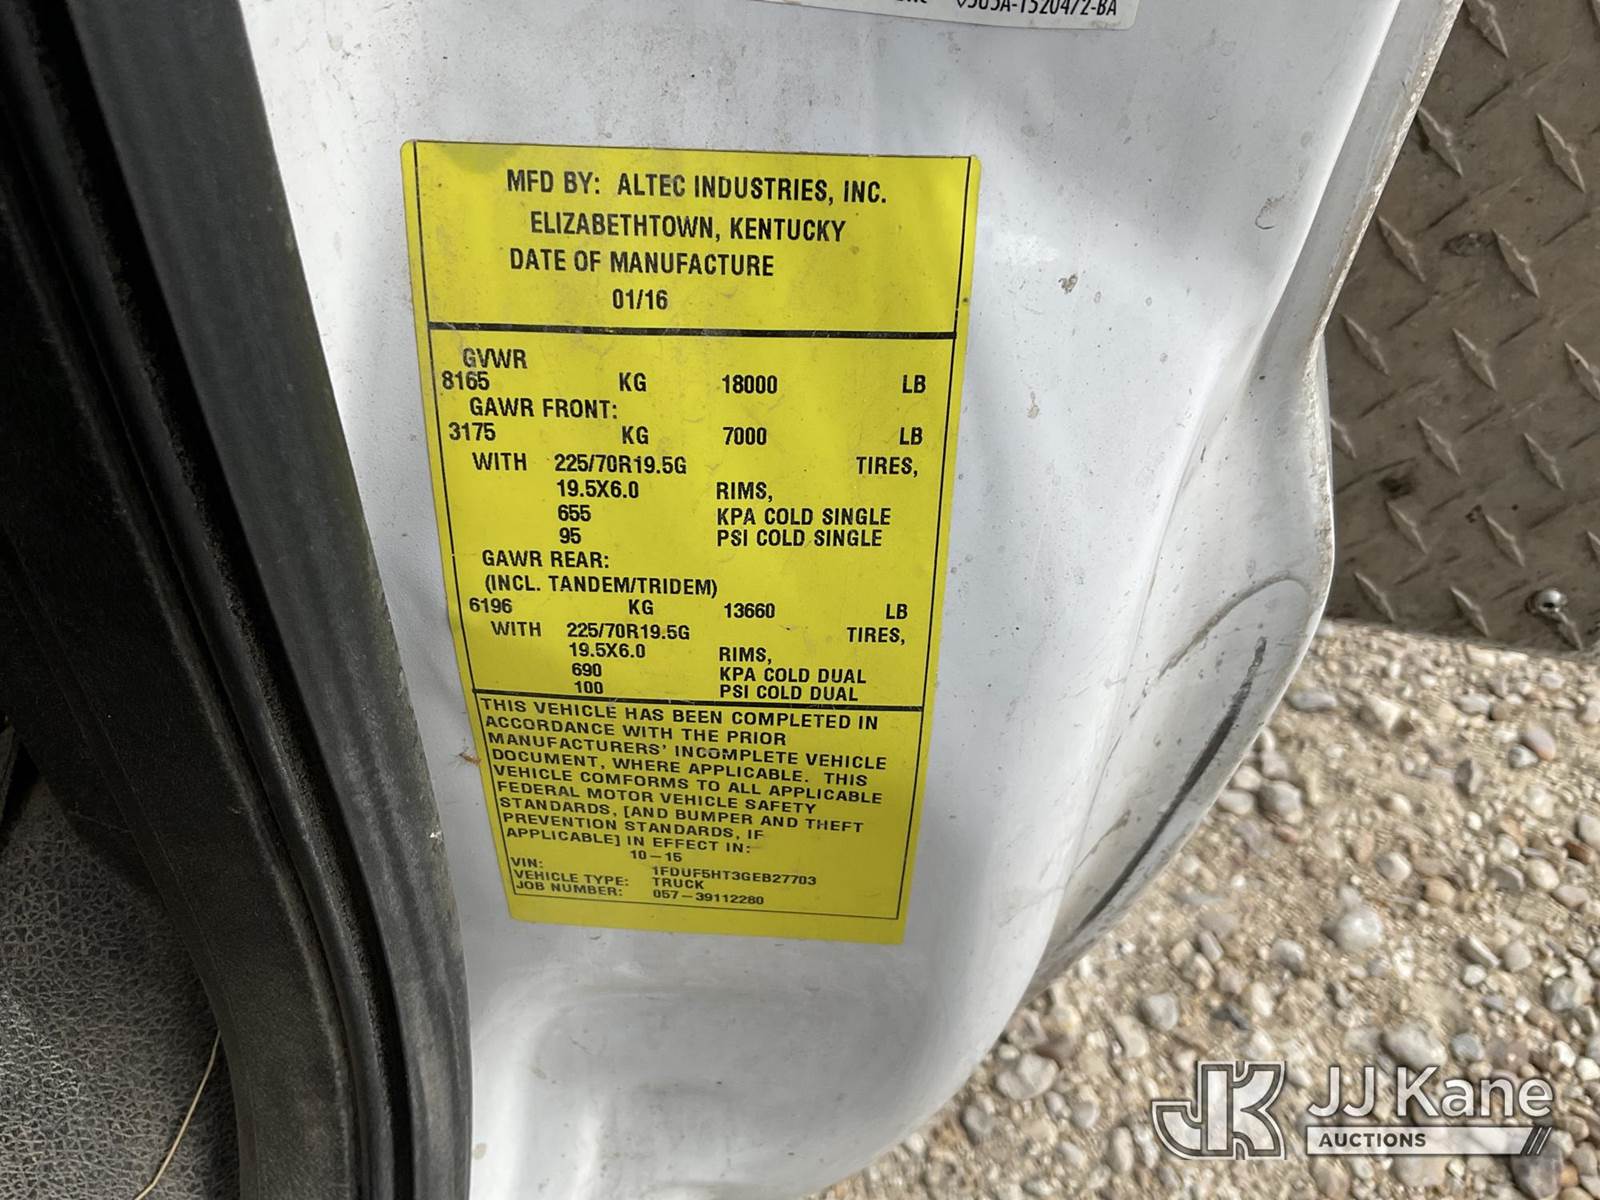 5U5A-1520472-BA
MFD BY: ALTEC INDUSTRIES, INC.
ELIZABETHTOWN, KENTUCKY
DATE OF MANUFACTURE
01/16
GVWR
8165 KG 18000 LB
GAWR FRONT:
3175 KG 7000 LB
WITH 225/70R19.5G TIRES,
19.5X6.0 RIMS,
655 KPA COLD SINGLE
95 PSI COLD SINGLE
GAWR REAR:
(INCL. TANDEM/TRIDEM)
6196 KG 13660 LB
WITH 225/70R19.5G TIRES,
19.5X6.0 RIMS,
690 KPA COLD DUAL
100 PSI COLD DUAL
THIS VEHICLE HAS BEEN COMPLETED IN
ACCORDANCE WITH THE PRIOR
MANUFACTURERS' INCOMPLETE VEHICLE
DOCUMENT, WHERE APPLICABLE. THIS
VEHICLE COMFORMS TO ALL APPLICABLE
FEDERAL MOTOR VEHICLE SAFETY
STANDARDS, [AND BUMPER AND THEFT
PREVENTION STANDARDS, IF
APPLICABLE] IN EFFECT IN:
10-15
VIN: 1FDUF5HT3GEB27703
VEHICLE TYPE: TRUCK
JOB NUMBER: 057-39112280
JK JJ Kane
AUCTIONS